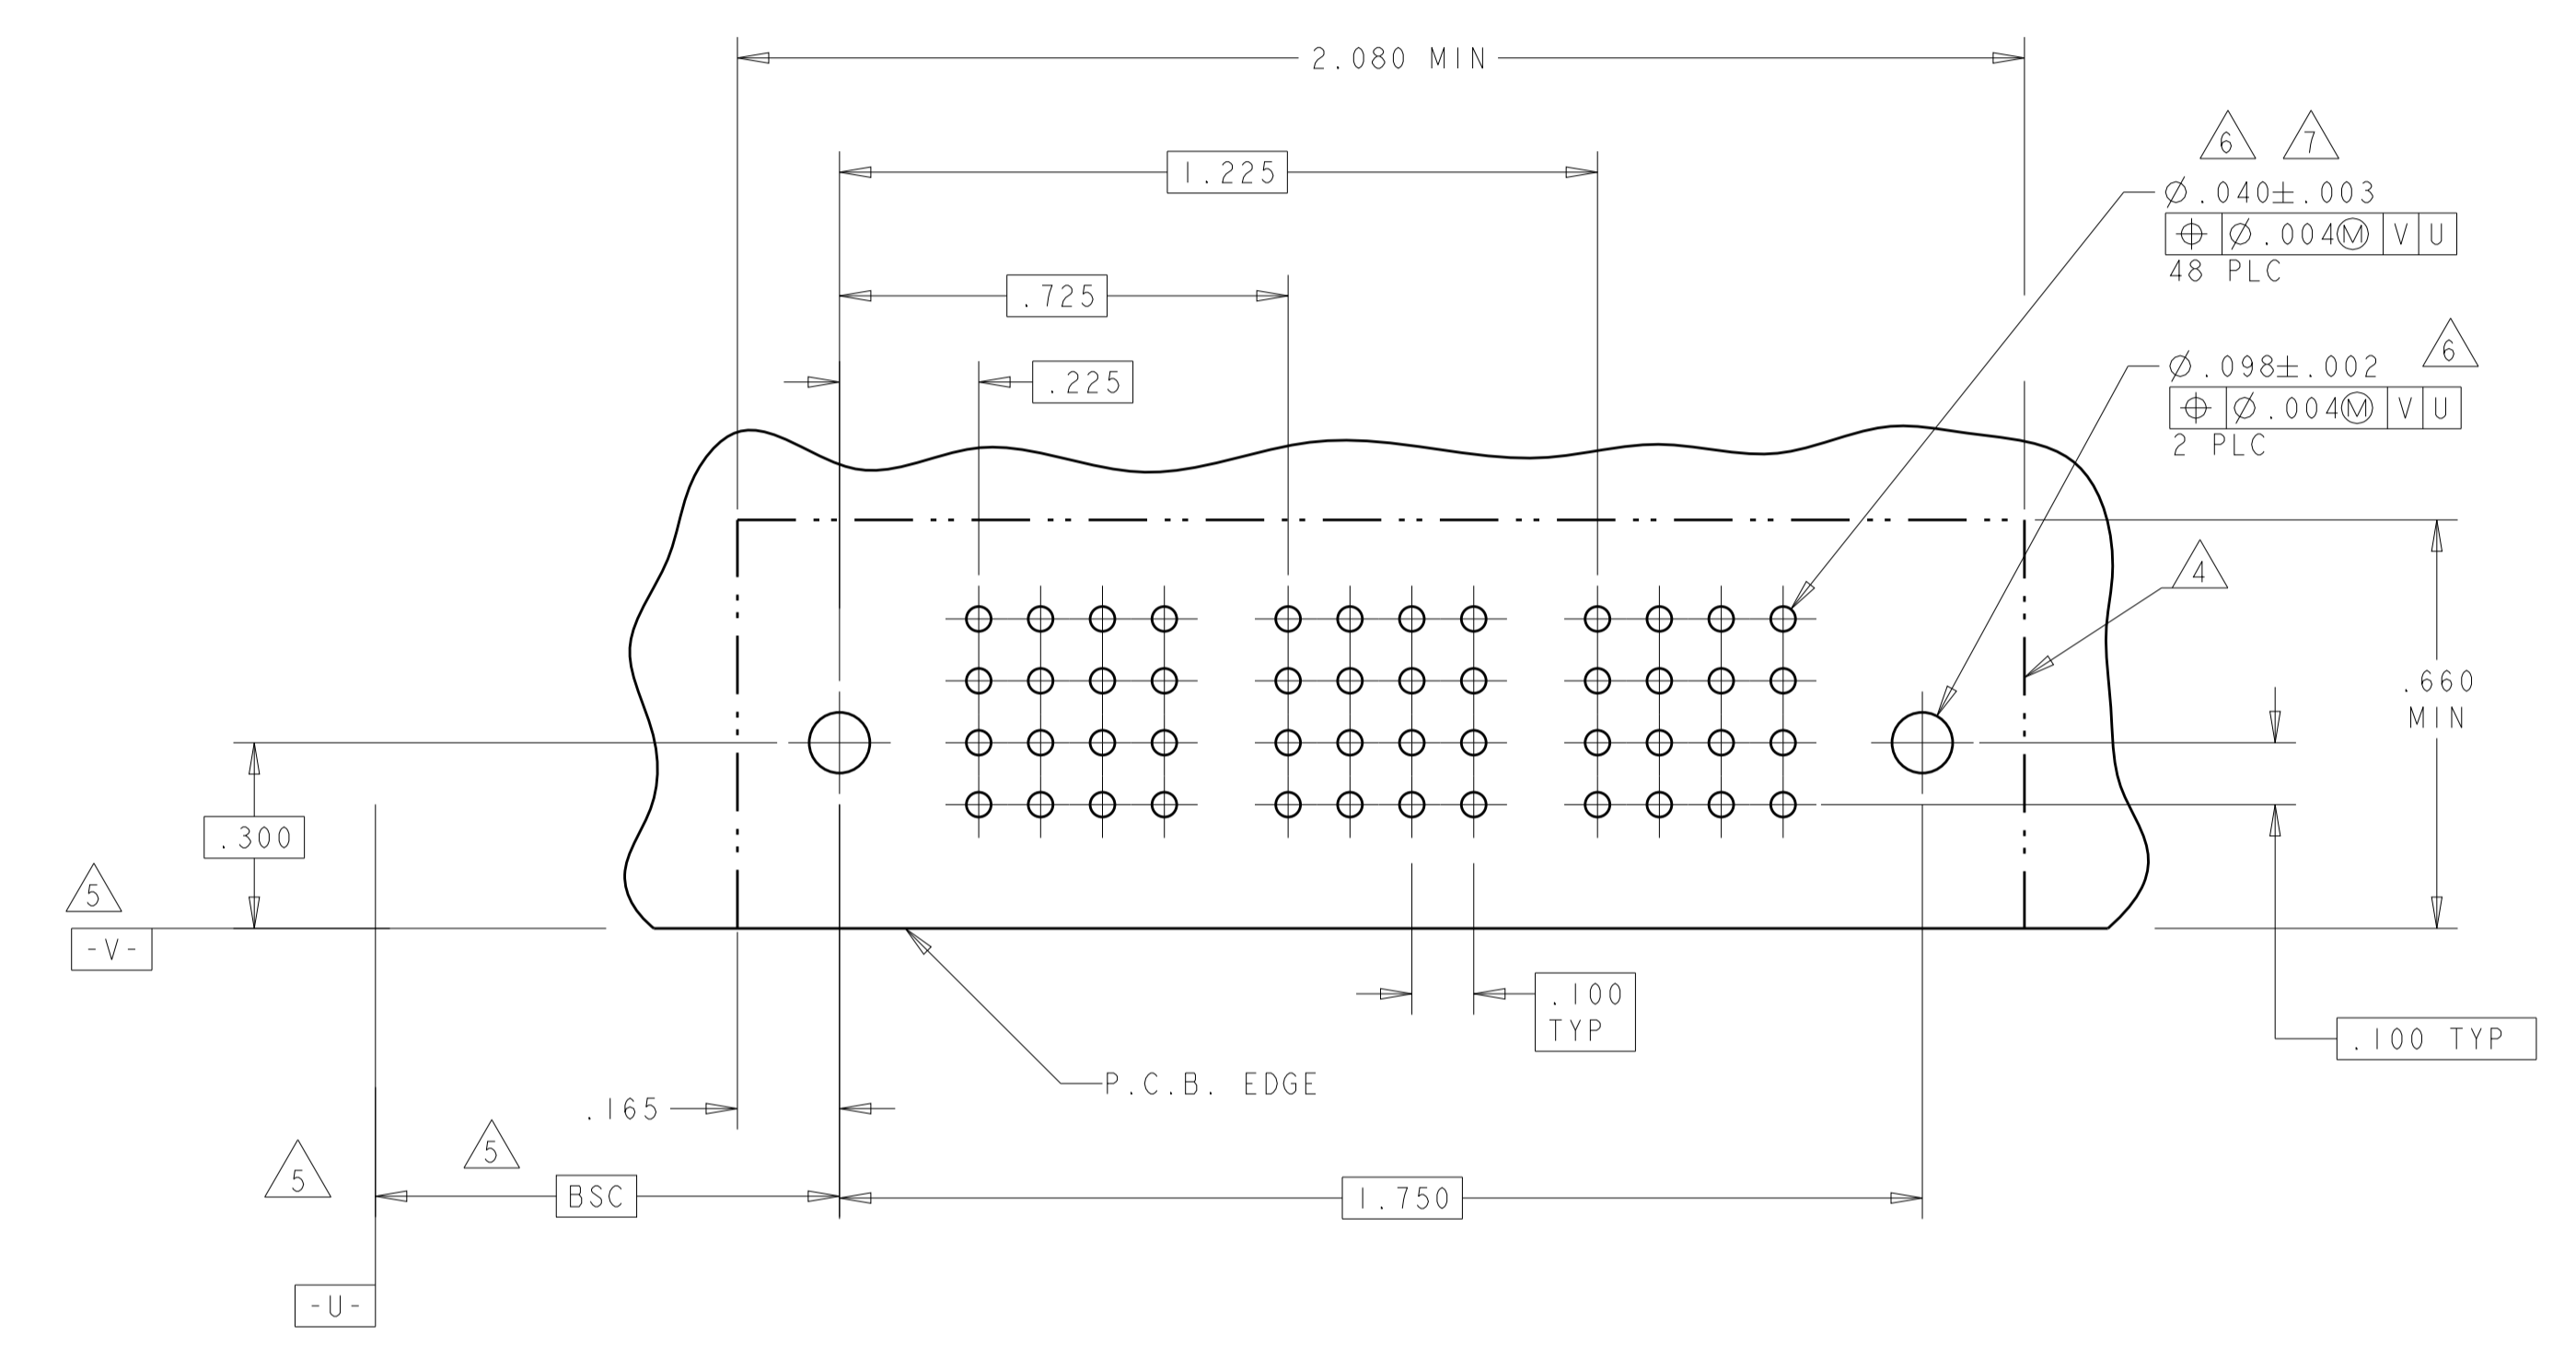 2.080 MIN
6 7
1.225
∅.040±.003
⌖ ∅.004Ⓜ V U
48 PLC
.725
6
∅.098±.002
.225
⌖ ∅.004Ⓜ V U
2 PLC
4
.660
MIN
.300
5
-V-
.100
TYP
.100 TYP
P.C.B. EDGE
.165
5
5
BSC
1.750
-U-